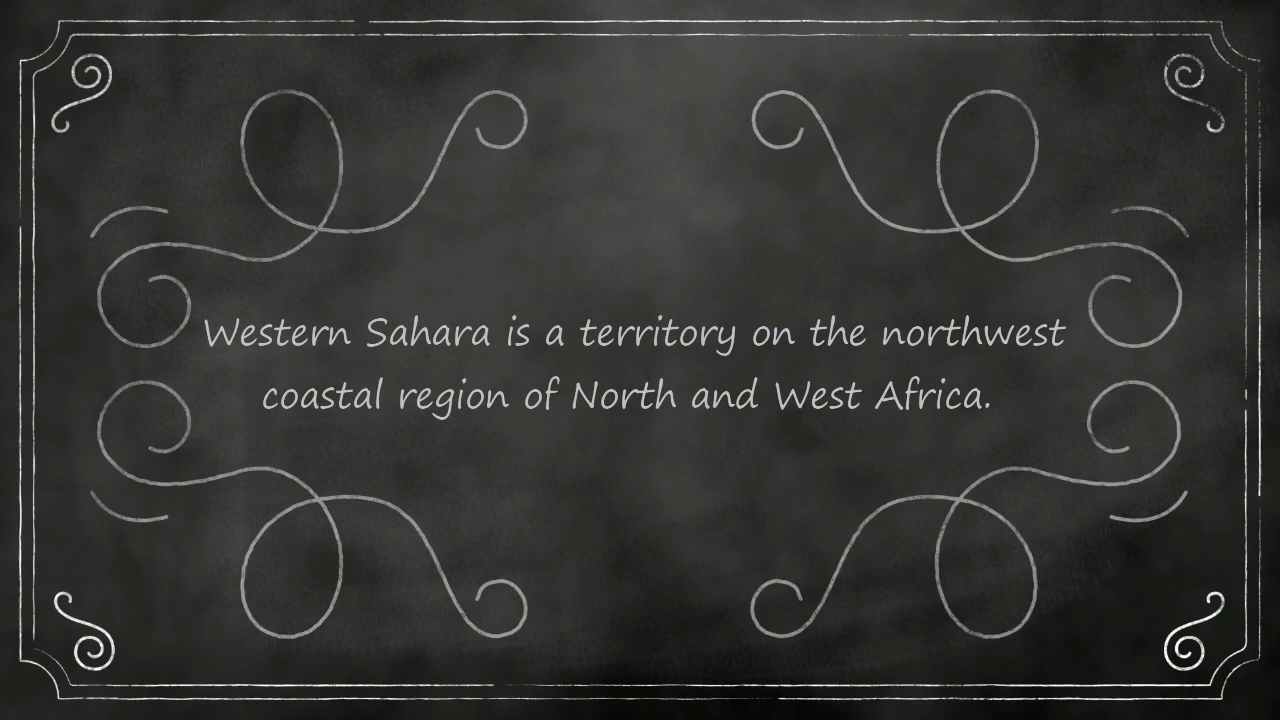 Western Sahara is a territory on the northwest
coastal region of North and West Africa.